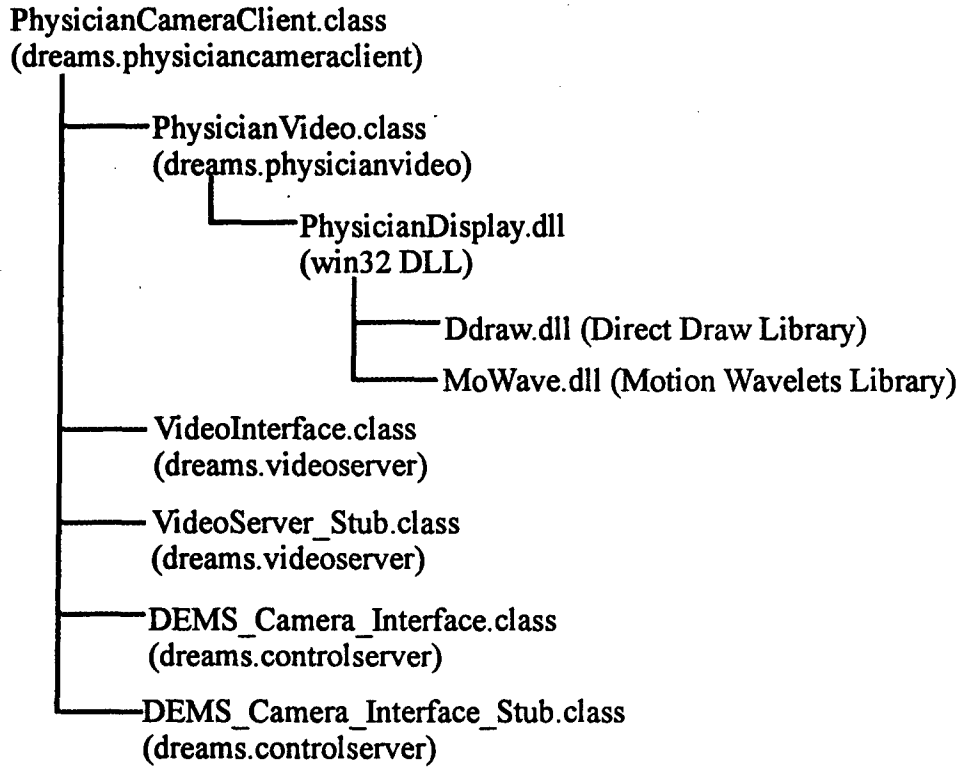 PhysicianCameraClient.class
(dreams.physiciancameraclient)
PhysicianVideo.class
(dreams.physicianvideo)
PhysicianDisplay.dll
(win32 DLL)
Ddraw.dll (Direct Draw Library)
MoWave.dll (Motion Wavelets Library)
VideoInterface.class
(dreams.videoserver)
VideoServer_Stub.class
(dreams.videoserver)
DEMS_Camera_Interface.class
(dreams.controlserver)
DEMS_Camera_Interface_Stub.class
(dreams.controlserver)